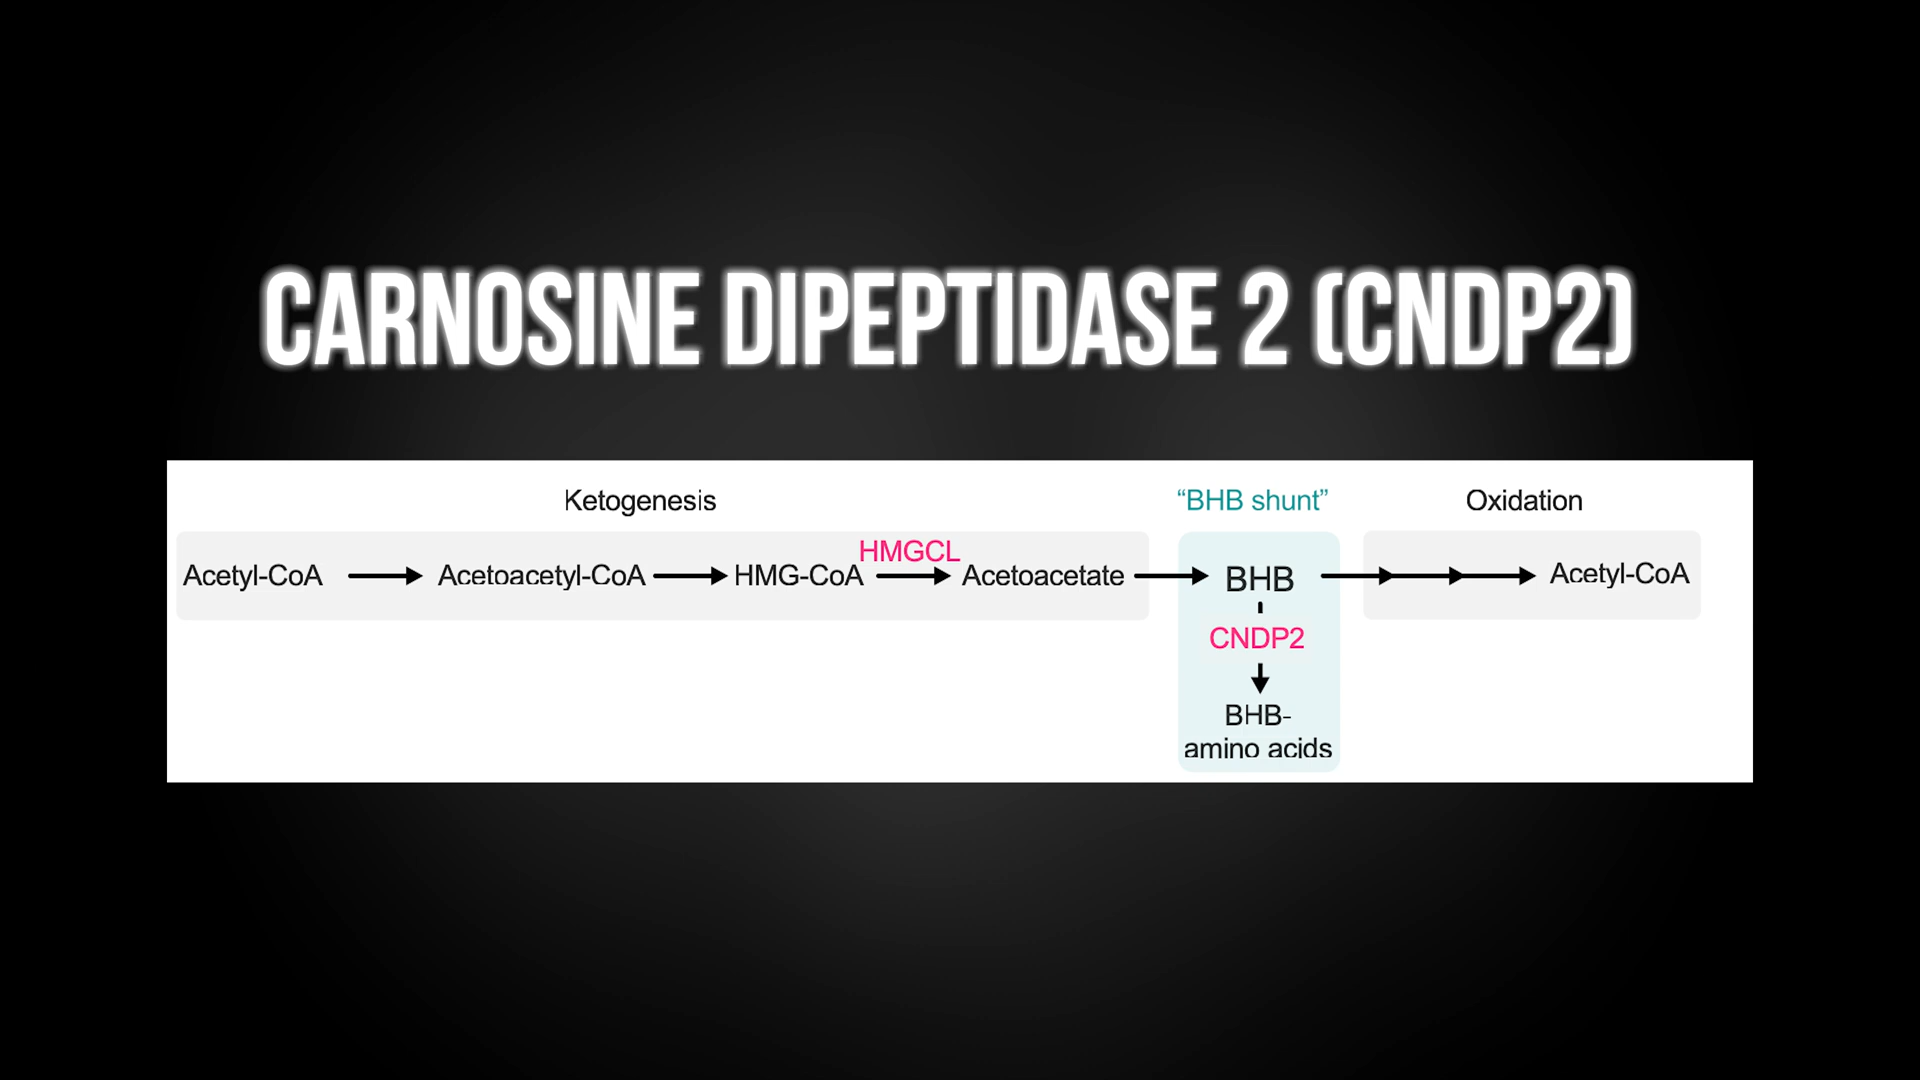 CARNOSINE DIPEPTIDASE 2 (CNDP2)
Ketogenesis
“BHB shunt”
Oxidation
HMGCL
Acetyl-CoA
Acetoacetyl-CoA
HMG-CoA
Acetoacetate
BHB
Acetyl-CoA
CNDP2
BHB-
amino acids